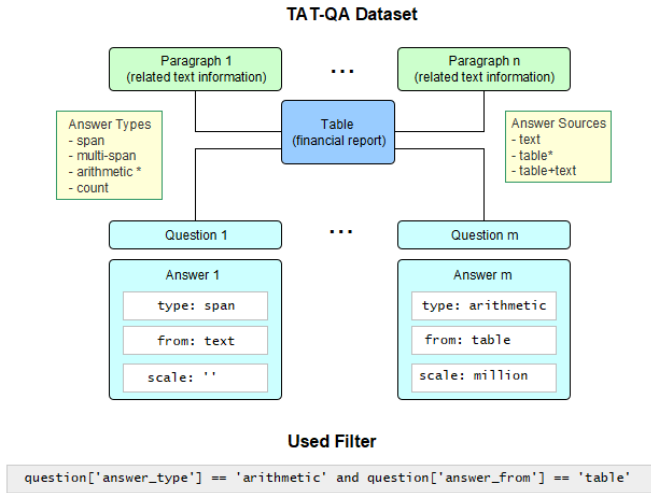 TAT-QA Dataset
Paragraph 1
(related text information)
...
Paragraph n
(related text information)
Answer Types
- span
- multi-span
- arithmetic *
- count
Table
(financial report)
Answer Sources
- text
- table*
- table+text
Question 1
...
Question m
Answer 1
type: span
from: text
scale: ''
Answer m
type: arithmetic
from: table
scale: million
Used Filter
question['answer_type'] == 'arithmetic' and question['answer_from'] == 'table'